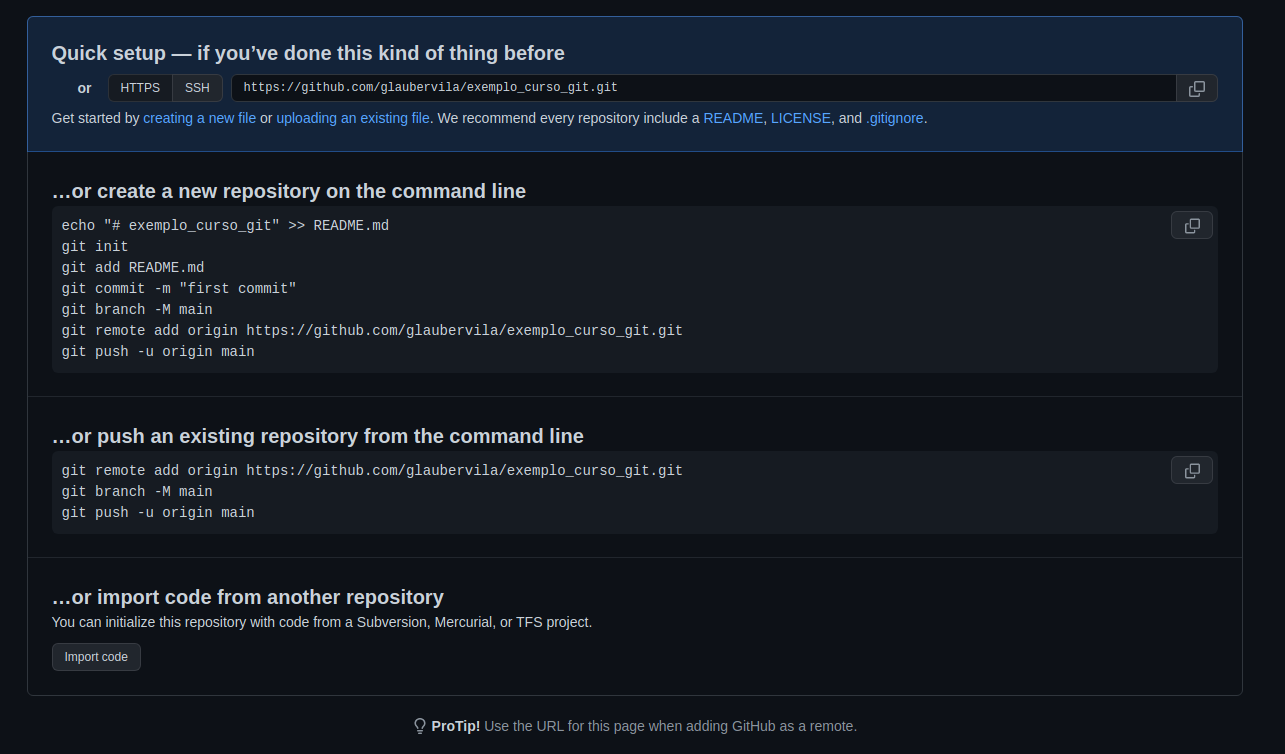 Quick setup — if you’ve done this kind of thing before
or HTTPS SSH https://github.com/glaubervila/exemplo_curso_git.git
Get started by creating a new file or uploading an existing file. We recommend every repository include a README, LICENSE, and .gitignore.
…or create a new repository on the command line
echo "# exemplo_curso_git" >> README.md
git init
git add README.md
git commit -m "first commit"
git branch -M main
git remote add origin https://github.com/glaubervila/exemplo_curso_git.git
git push -u origin main
…or push an existing repository from the command line
git remote add origin https://github.com/glaubervila/exemplo_curso_git.git
git branch -M main
git push -u origin main
…or import code from another repository
You can initialize this repository with code from a Subversion, Mercurial, or TFS project.
Import code
ProTip! Use the URL for this page when adding GitHub as a remote.